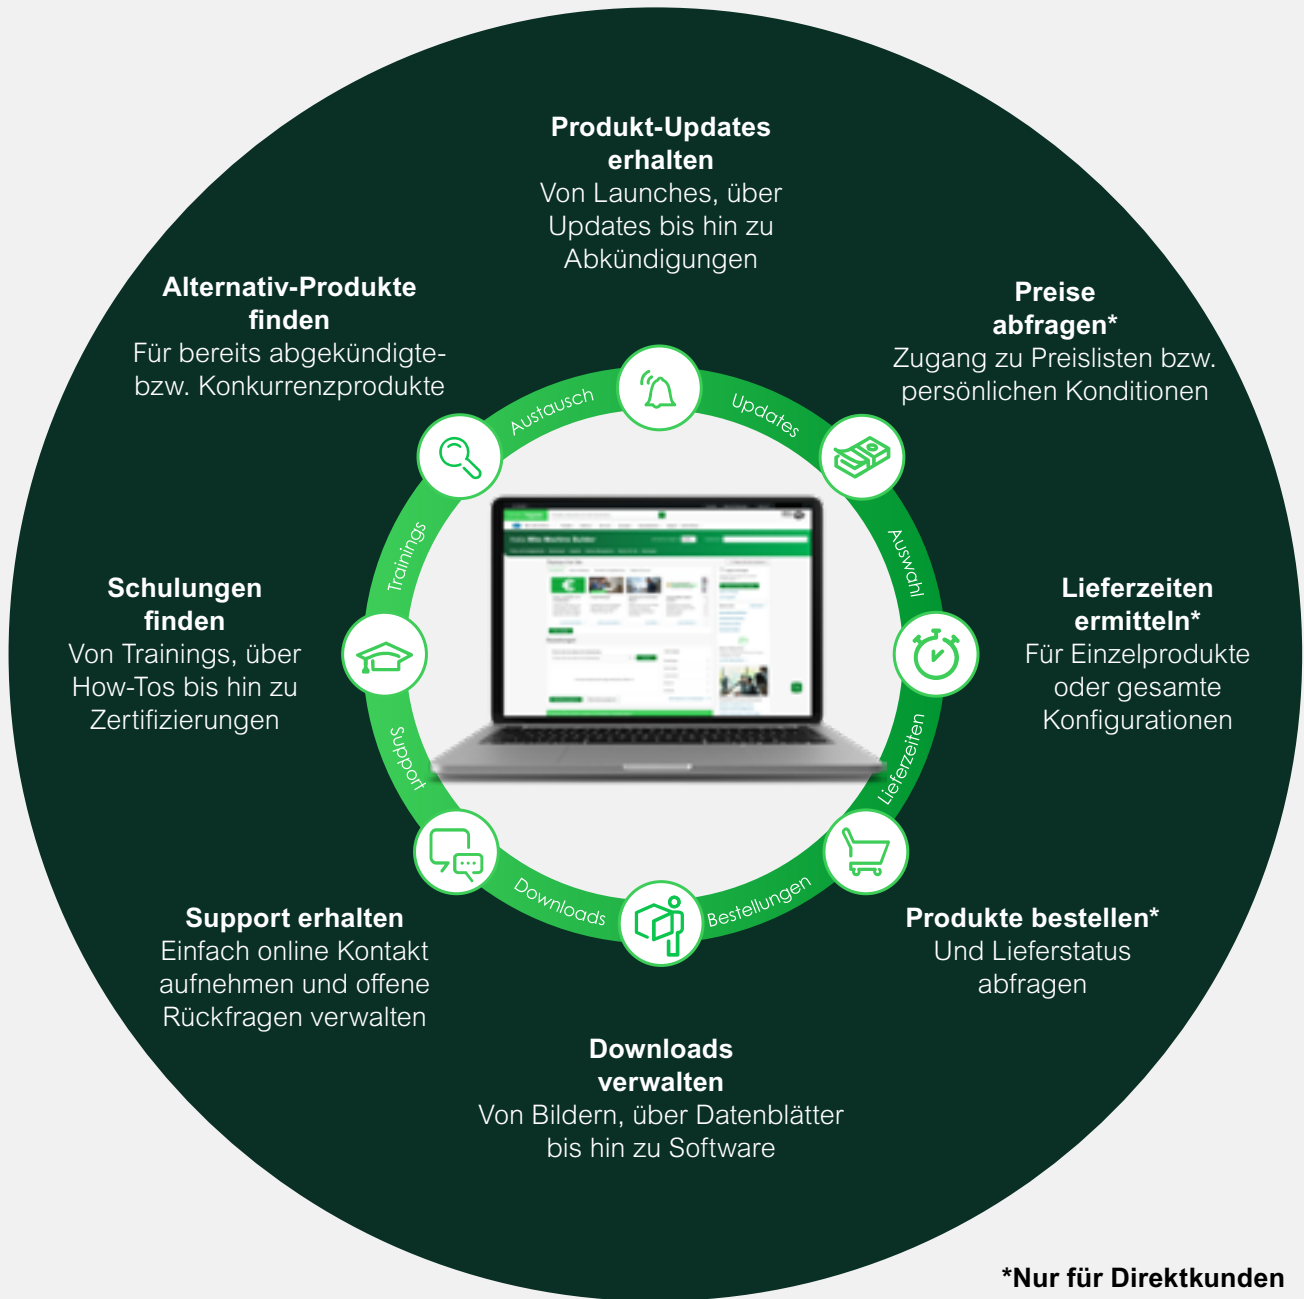 Produkt-Updates
erhalten
Von Launches, über
Updates bis hin zu
Abkündigungen
Preise
abfragen*
Zugang zu Preislisten bzw.
persönlichen Konditionen
Lieferzeiten
ermitteln*
Für Einzelprodukte
oder gesamte
Konfigurationen
Produkte bestellen*
Und Lieferstatus
abfragen
Downloads
verwalten
Von Bildern, über Datenblätter
bis hin zu Software
Support erhalten
Einfach online Kontakt
aufnehmen und offene
Rückfragen verwalten
Schulungen
finden
Von Trainings, über
How-Tos bis hin zu
Zertifizierungen
Alternativ-Produkte
finden
Für bereits abgekündigte-
bzw. Konkurrenzprodukte
Austausch
Updates
Auswahl
Lieferzeiten
Bestellungen
Downloads
Support
Trainings
*Nur für Direktkunden